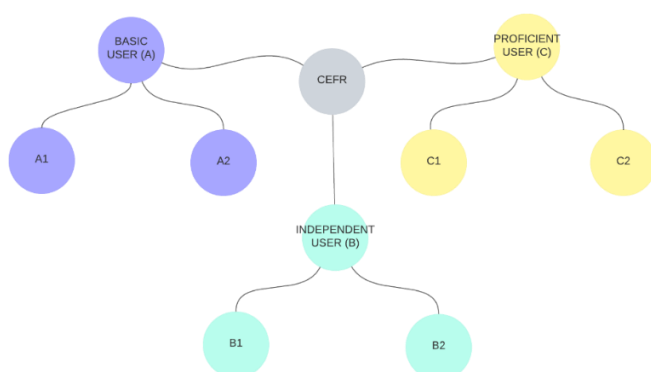 BASIC
USER (A)
PROFICIENT
USER (C)
CEFR
A1
A2
C1
C2
INDEPENDENT
USER (B)
B1
B2